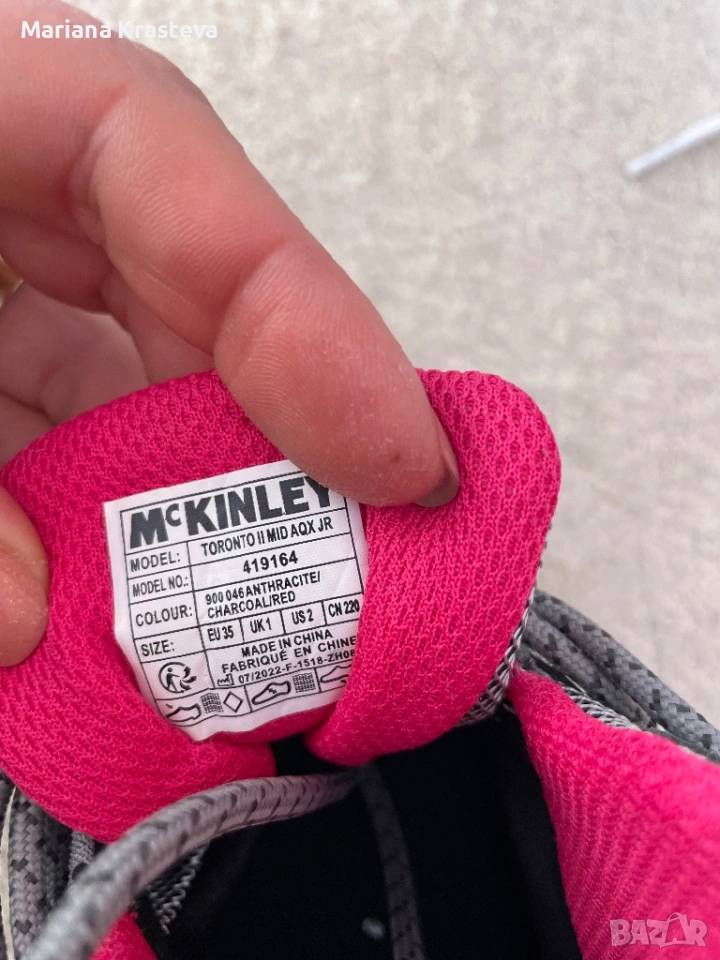 Mariana Krasteva
McKINLEY
MODEL: TORONTO II MID AQX JR
MODEL NO.: 419164
COLOUR: 900 046 ANTHRACITE/
CHARCOAL/RED
SIZE: EU 35 UK 1 US 2 CN 220
MADE IN CHINA
FABRIQUÉ EN CHINE
07/2022-F-1518-ZH08
BAZAR